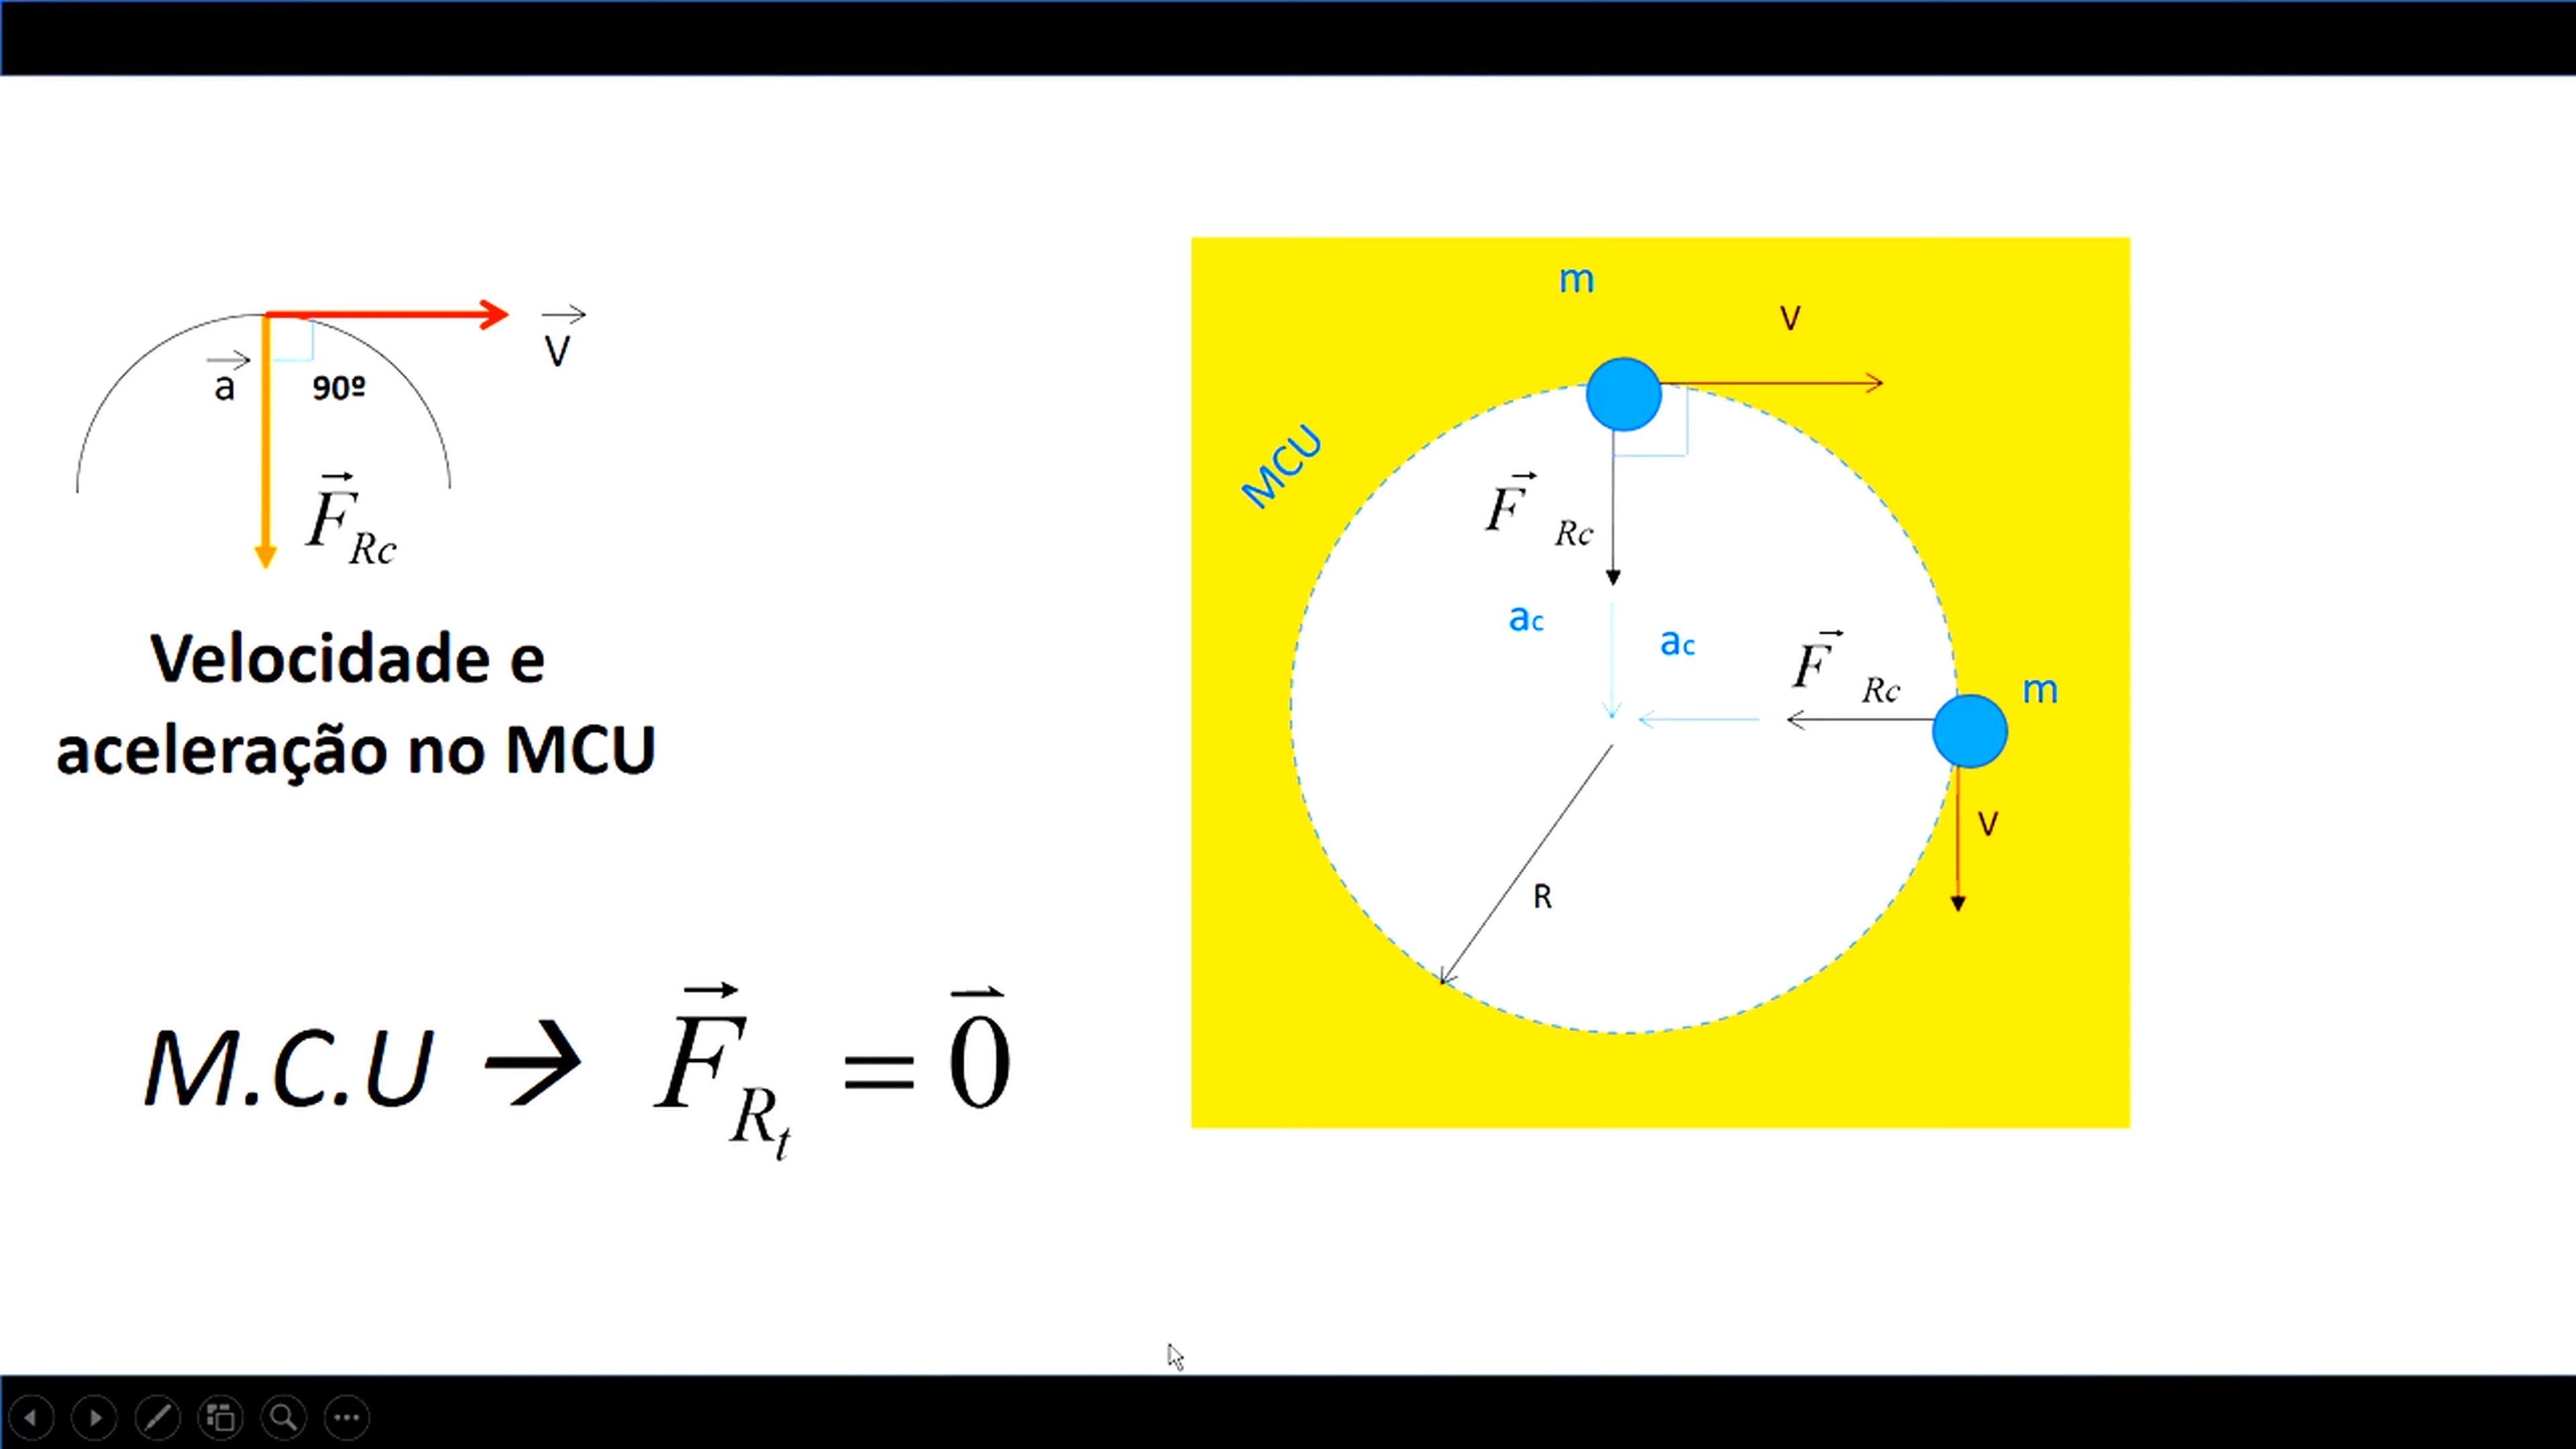 V
a
90º
F Rc
Velocidade e
aceleração no MCU
M.C.U → F Rt = 0
m
V
MCU
F Rc
ac
ac
F Rc
m
V
R